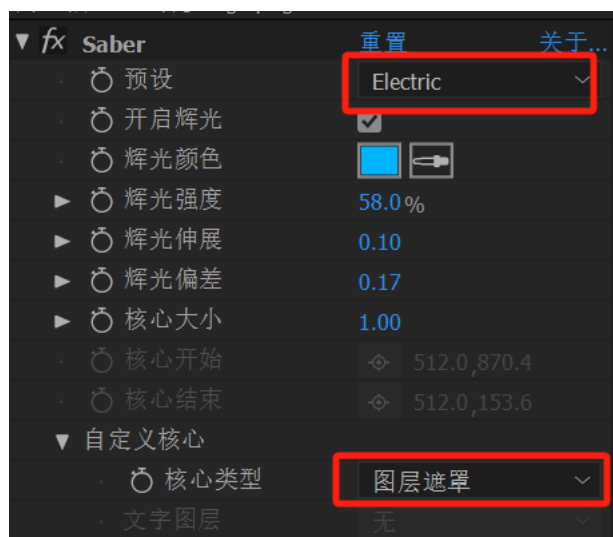 fx Saber 重置 关于...
预设 Electric
开启辉光
辉光颜色
辉光强度 58.0%
辉光伸展 0.10
辉光偏差 0.17
核心大小 1.00
核心开始 512.0,870.4
核心结束 512.0,153.6
自定义核心
核心类型 图层遮罩
文字图层 无